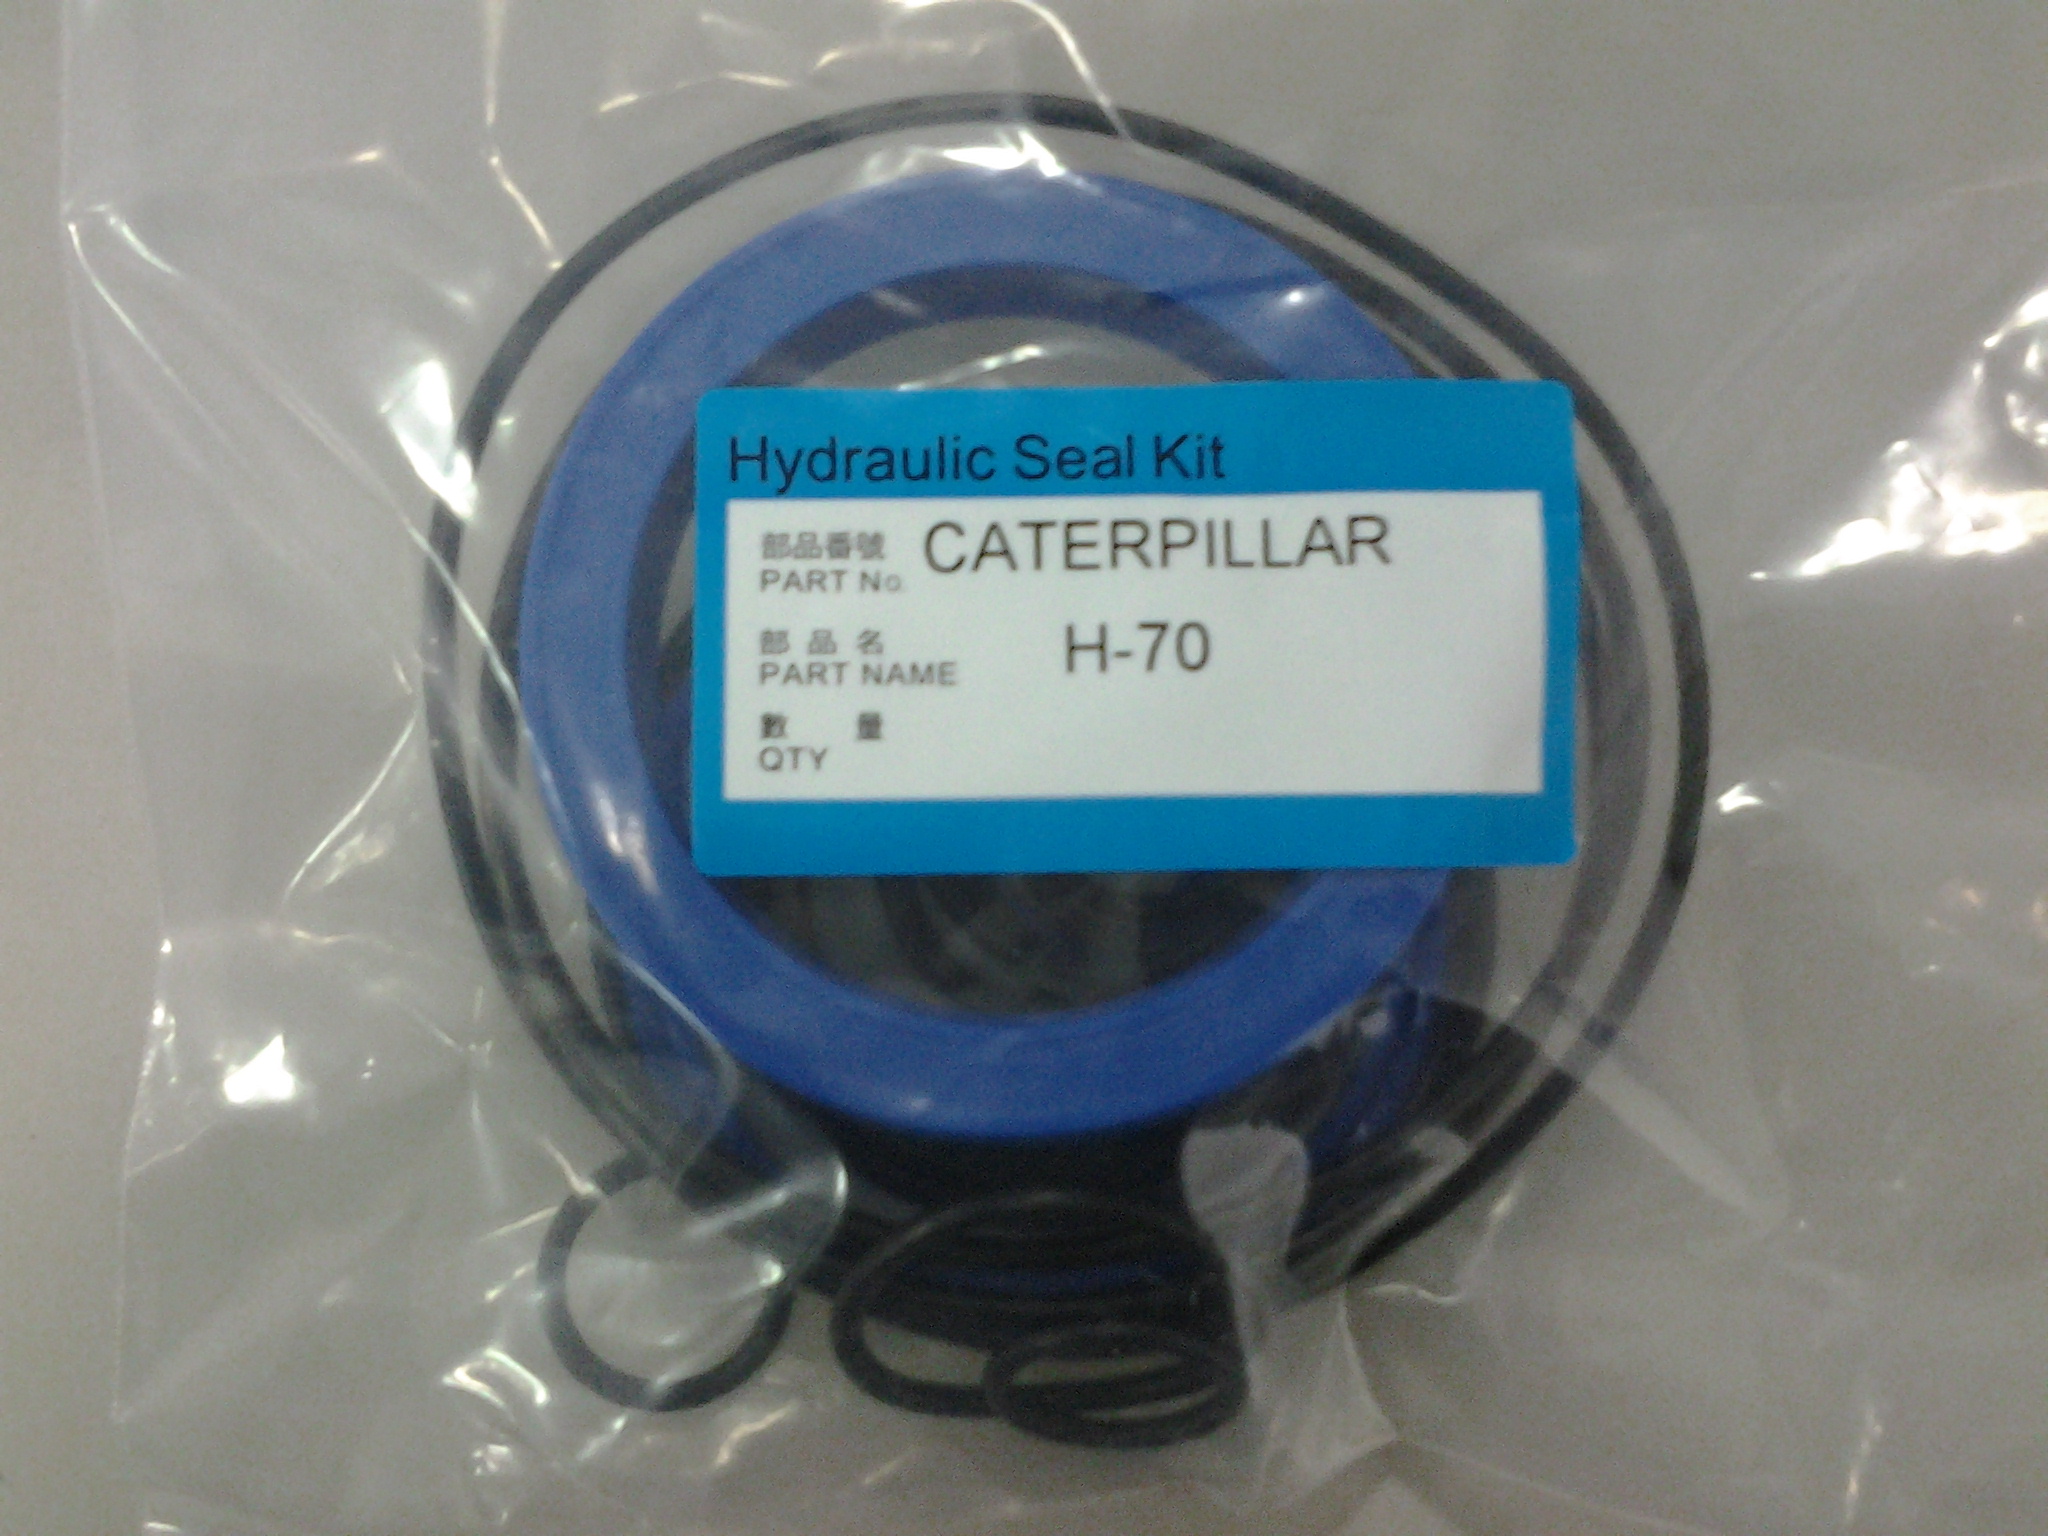 Hydraulic Seal Kit
部品番號 CATERPILLAR
PART No.
部品名 H-70
PART NAME
數量
QTY